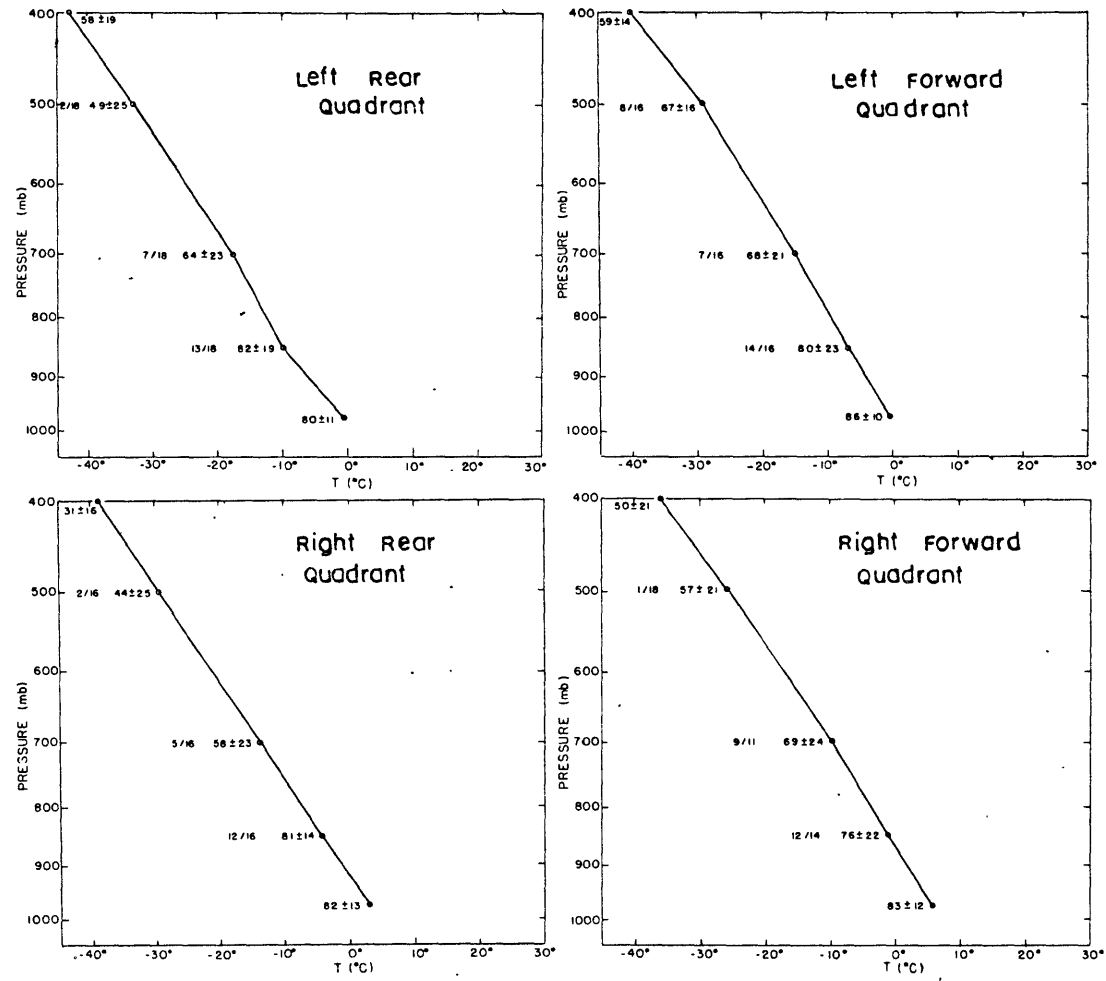 Left Rear
Quadrant
PRESSURE (mb)
400
500
600
700
800
900
1000
58±19
2/18 49±25
7/18 64±23
13/18 82±19
80±11
-40° -30° -20° -10° 0° 10° 20° 30°
T (°C)
Left Forward
Quadrant
PRESSURE (mb)
400
500
600
700
800
900
1000
59±14
8/16 67±16
7/16 68±21
14/16 80±23
86±10
-40° -30° -20° -10° 0° 10° 20° 30°
T (°C)
Right Rear
Quadrant
PRESSURE (mb)
400
500
600
700
800
900
1000
31±16
2/16 44±25
5/16 58±23
12/16 81±14
82±13
-40° -30° -20° -10° 0° 10° 20° 30°
T (°C)
Right Forward
Quadrant
PRESSURE (mb)
400
500
600
700
800
900
1000
50±21
1/18 57±21
9/11 69±24
12/14 76±22
83±12
-40° -30° -20° -10° 0° 10° 20° 30°
T (°C)